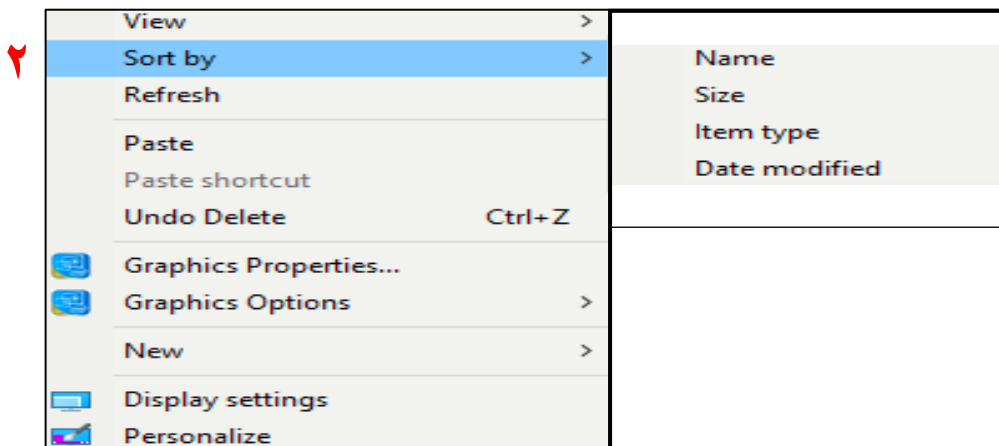 View >
۲
Sort by >
Refresh
Paste
Paste shortcut
Undo Delete Ctrl+Z
Graphics Properties...
Graphics Options >
New >
Display settings
Personalize
Name
Size
Item type
Date modified